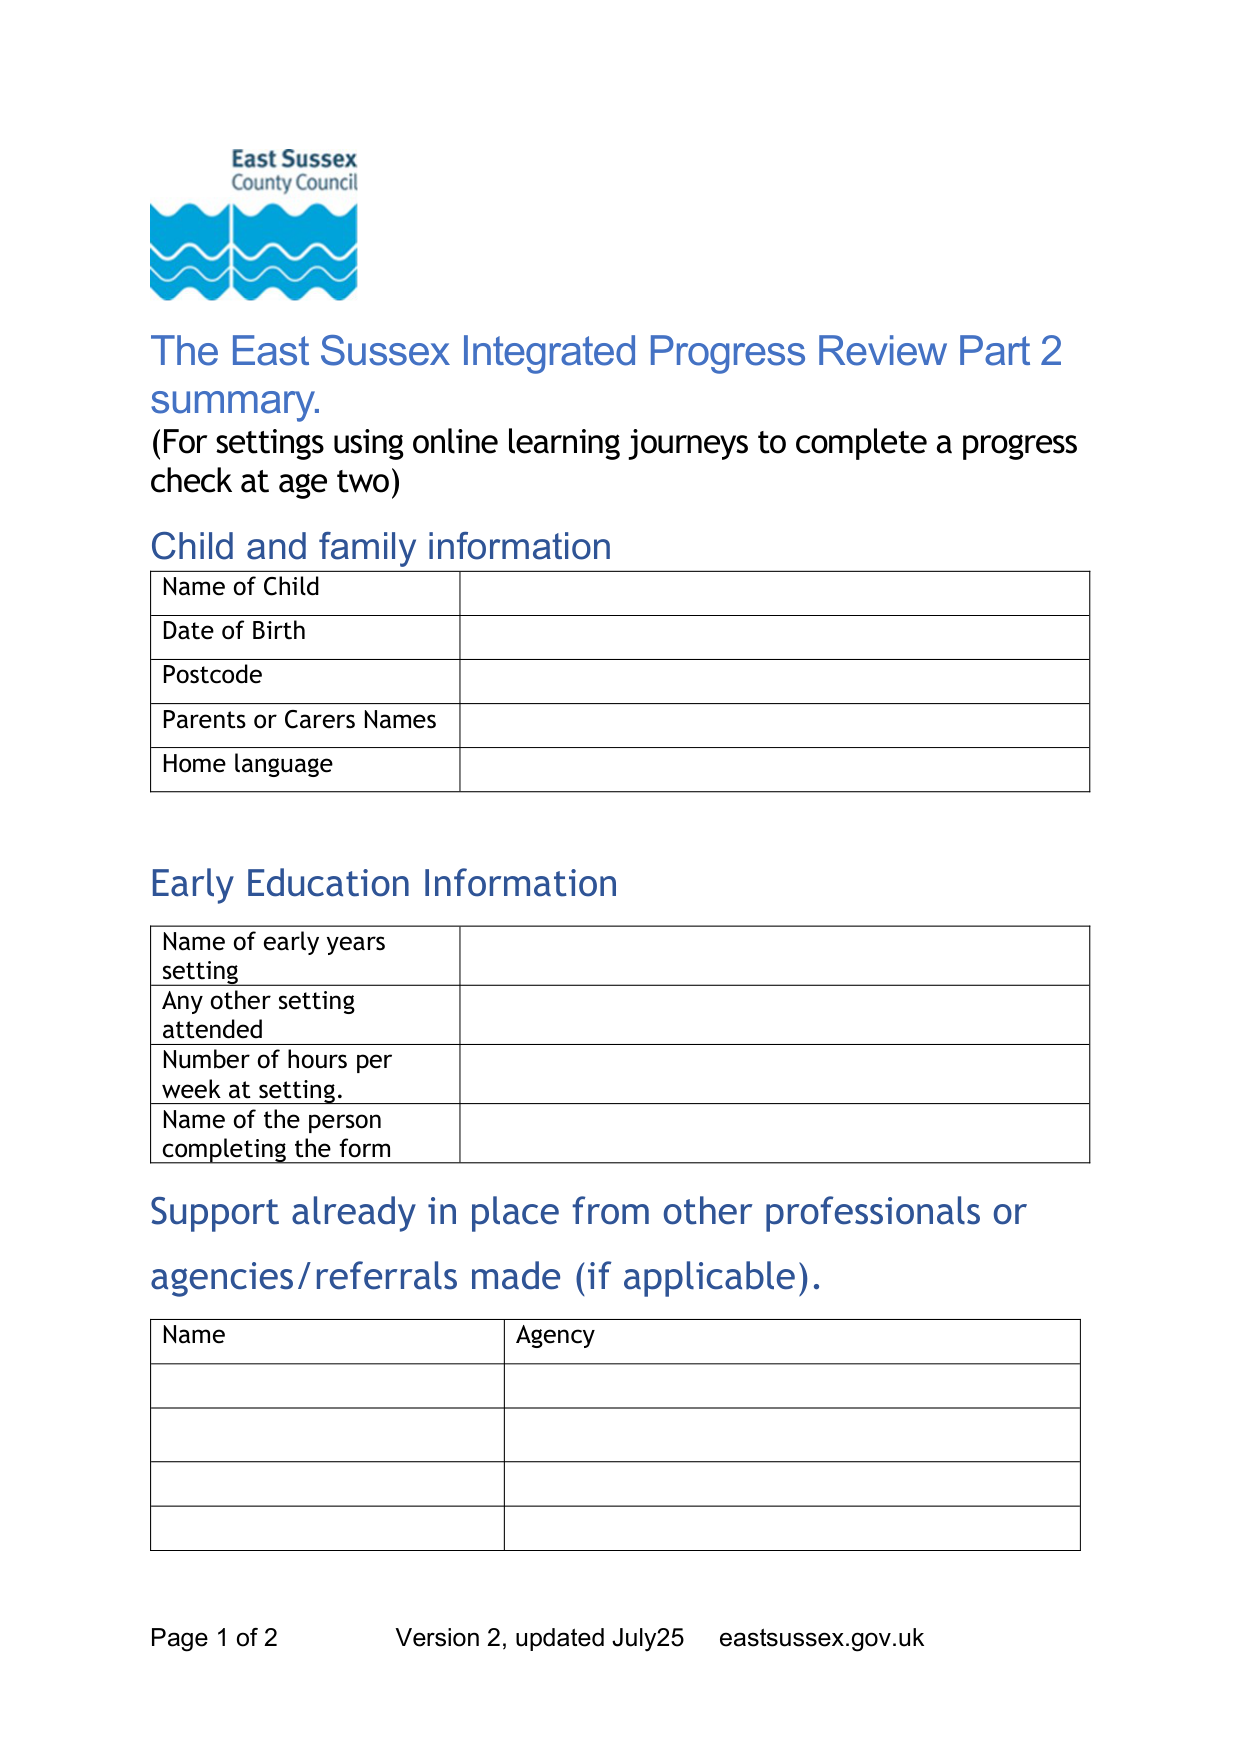 East Sussex
County Council
The East Sussex Integrated Progress Review Part 2
summary.
(For settings using online learning journeys to complete a progress
check at age two)
Child and family information
Name of Child
Date of Birth
Postcode
Parents or Carers Names
Home language
Early Education Information
Name of early years
setting
Any other setting
attended
Number of hours per
week at setting.
Name of the person
completing the form
Support already in place from other professionals or
agencies/referrals made (if applicable).
Name Agency
Page 1 of 2 Version 2, updated July25 eastsussex.gov.uk